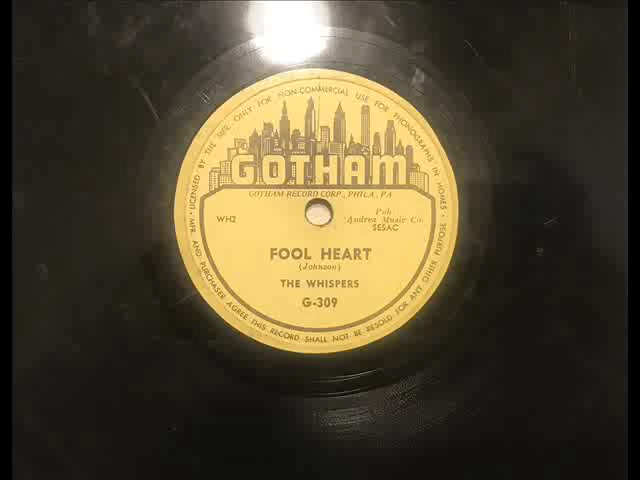 MFR. • LICENSED BY THE MFR. ONLY FOR NON-COMMERCIAL USE FOR PHONOGRAPHS IN HOMES •
GOTHAM
GOTHAM RECORD CORP., PHILA., PA
WH2
Pub
Andrea Music Co.
SESAC
FOOL HEART
(Johnson)
THE WHISPERS
G-309
MFR. AND PURCHASER AGREE THIS RECORD SHALL NOT BE RESOLD FOR ANY OTHER PURPOSE •